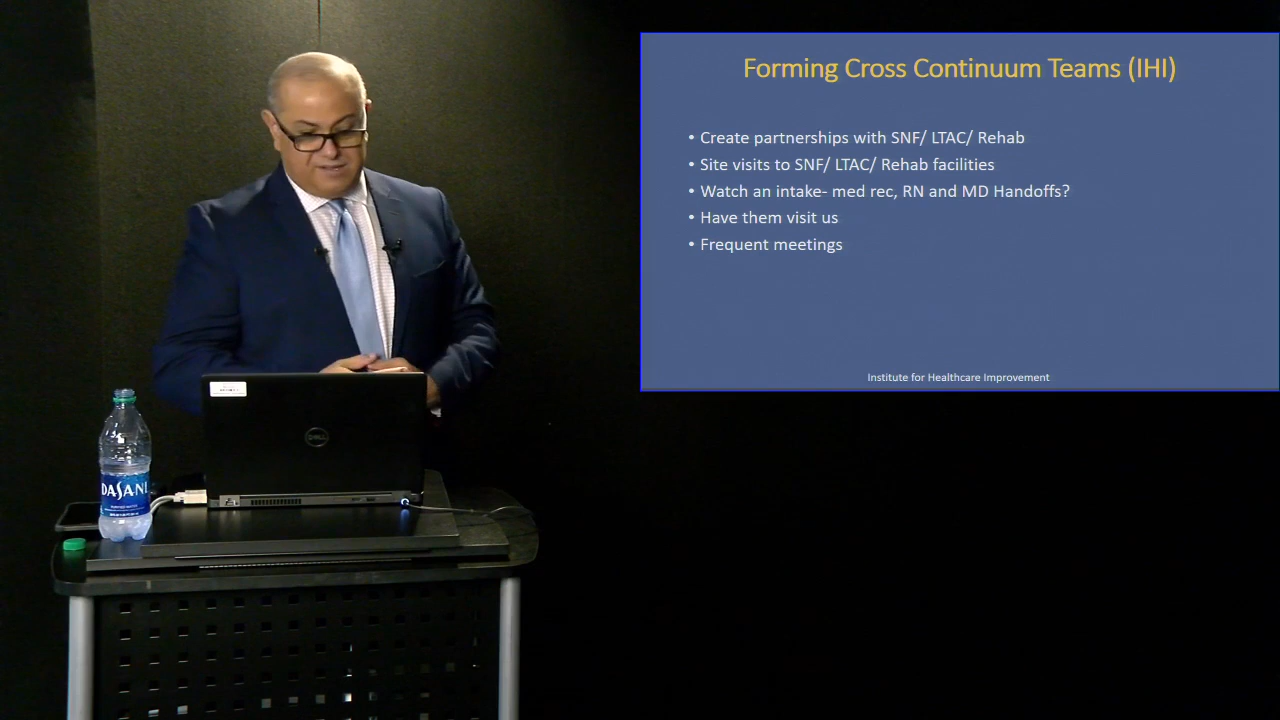 Forming Cross Continuum Teams (IHI)
• Create partnerships with SNF/ LTAC/ Rehab
• Site visits to SNF/ LTAC/ Rehab facilities
• Watch an intake- med rec, RN and MD Handoffs?
• Have them visit us
• Frequent meetings
Institute for Healthcare Improvement
DELL
DASANI